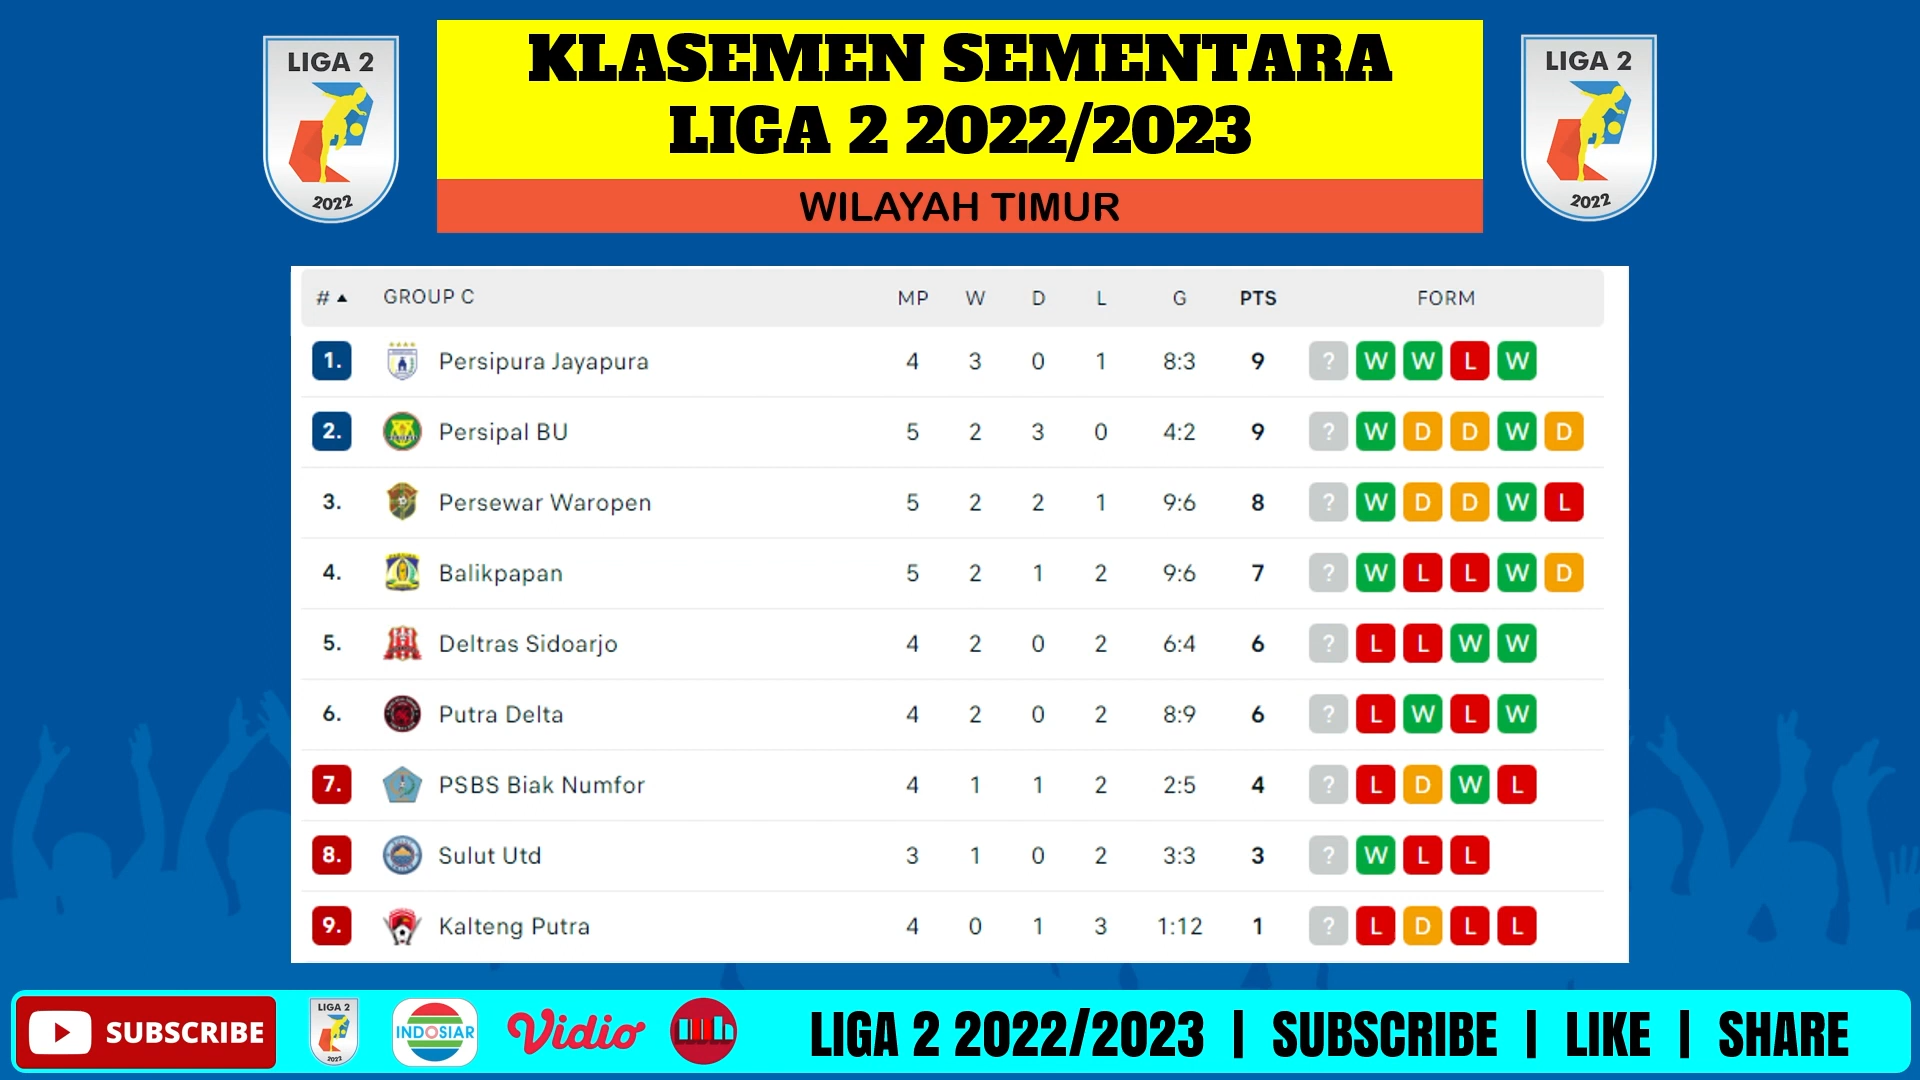 KLASEMEN SEMENTARA
LIGA 2 2022/2023
WILAYAH TIMUR
LIGA 2
2022
LIGA 2
2022
# ▲ GROUP C MP W D L G PTS FORM
1. Persipura Jayapura 4 3 0 1 8:3 9 ? W W L W
2. Persipal BU 5 2 3 0 4:2 9 ? W D D W D
3. Persewar Waropen 5 2 2 1 9:6 8 ? W D D W L
4. Balikpapan 5 2 1 2 9:6 7 ? W L L W D
5. Deltras Sidoarjo 4 2 0 2 6:4 6 ? L L W W
6. Putra Delta 4 2 0 2 8:9 6 ? L W L W
7. PSBS Biak Numfor 4 1 1 2 2:5 4 ? L D W L
8. Sulut Utd 3 1 0 2 3:3 3 ? W L L
9. Kalteng Putra 4 0 1 3 1:12 1 ? L D L L
SUBSCRIBE
LIGA 2
2022
INDOSIAR
Vidio
LIGA 2 2022/2023 | SUBSCRIBE | LIKE | SHARE